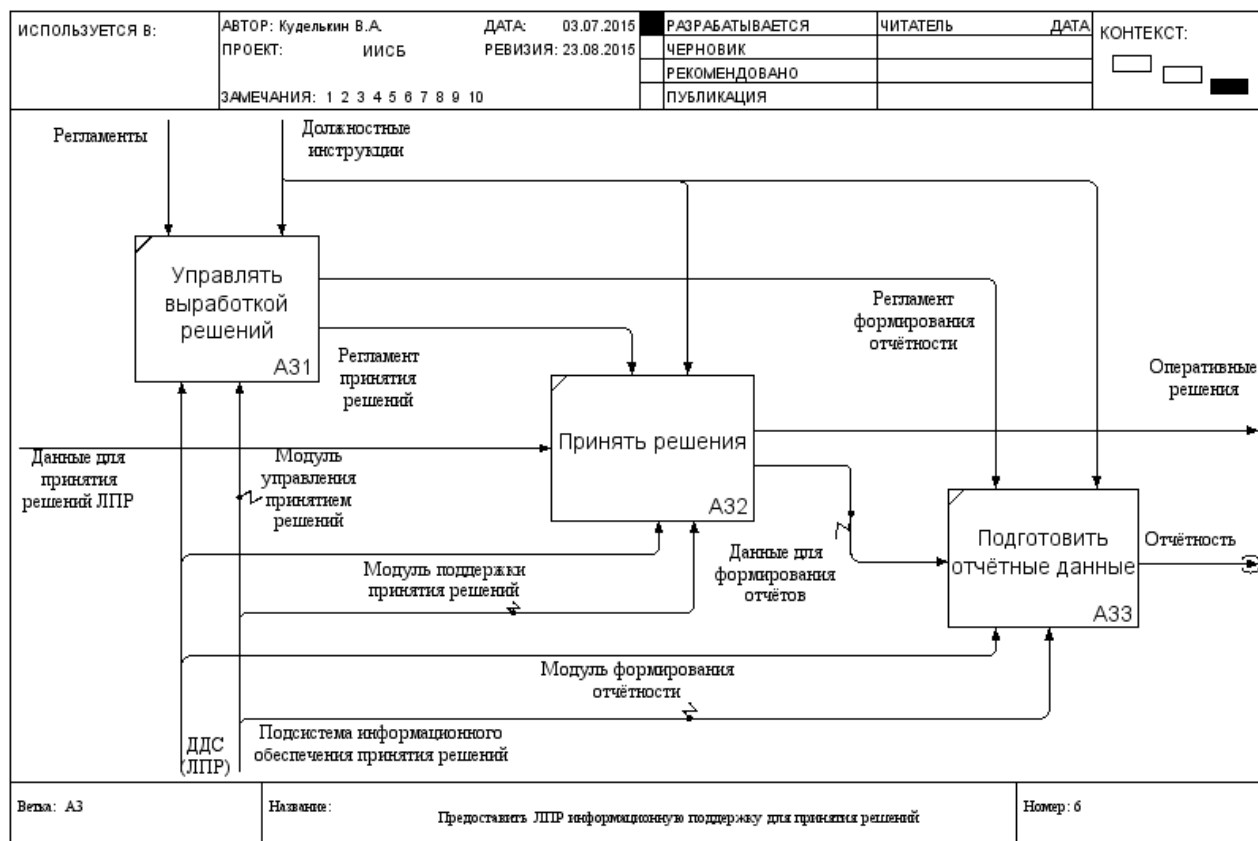 ИСПОЛЬЗУЕТСЯ В:
АВТОР: Куделькин В.А.
ДАТА: 03.07.2015
ПРОЕКТ: ИИСБ
РЕВИЗИЯ: 23.08.2015
ЗАМЕЧАНИЯ: 1 2 3 4 5 6 7 8 9 10
РАЗРАБАТЫВАЕТСЯ
ЧЕРНОВИК
РЕКОМЕНДОВАНО
ПУБЛИКАЦИЯ
ЧИТАТЕЛЬ
ДАТА
КОНТЕКСТ:
Регламенты
Должностные
инструкции
Управлять
выработкой
решений
A31
Регламент
формирования
отчётности
Регламент
принятия
решений
Оперативные
решения
Принять решения
A32
Данные для
принятия
решений ЛПР
Модуль
управления
принятием
решений
Подготовить
отчётные данные
A33
Отчётность
Данные для
формирования
отчётов
Модуль поддержки
принятия решений
Модуль формирования
отчётности
ДДС
(ЛПР)
Подсистема информационного
обеспечения принятия решений
Ветка: A3
Название:
Предоставить ЛПР информационную поддержку для принятия решений
Номер: 6